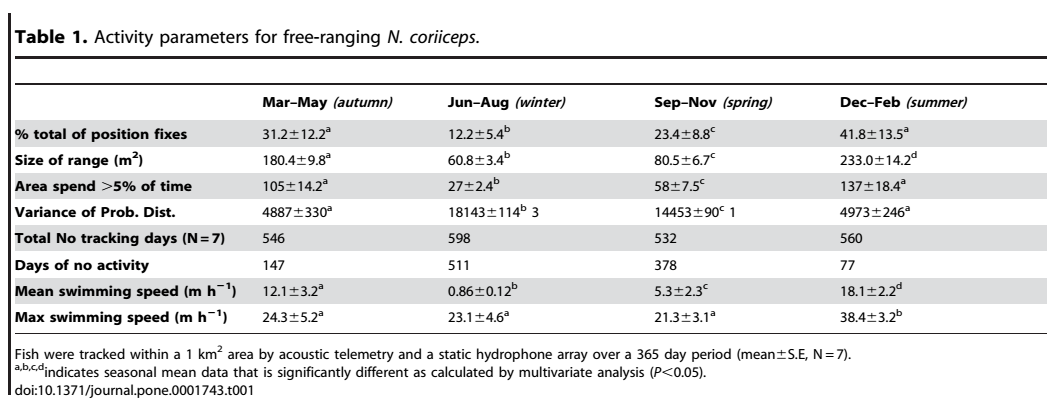 Table 1. Activity parameters for free-ranging N. coriiceps.
Mar–May (autumn) Jun–Aug (winter) Sep–Nov (spring) Dec–Feb (summer)
% total of position fixes 31.2±12.2a 12.2±5.4b 23.4±8.8c 41.8±13.5a
Size of range (m2) 180.4±9.8a 60.8±3.4b 80.5±6.7c 233.0±14.2d
Area spend >5% of time 105±14.2a 27±2.4b 58±7.5c 137±18.4a
Variance of Prob. Dist. 4887±330a 18143±114b 3 14453±90c 1 4973±246a
Total No tracking days (N=7) 546 598 532 560
Days of no activity 147 511 378 77
Mean swimming speed (m h−1) 12.1±3.2a 0.86±0.12b 5.3±2.3c 18.1±2.2d
Max swimming speed (m h−1) 24.3±5.2a 23.1±4.6a 21.3±3.1a 38.4±3.2b
Fish were tracked within a 1 km2 area by acoustic telemetry and a static hydrophone array over a 365 day period (mean±S.E, N=7).
a,b,c,dindicates seasonal mean data that is significantly different as calculated by multivariate analysis (P<0.05).
doi:10.1371/journal.pone.0001743.t001